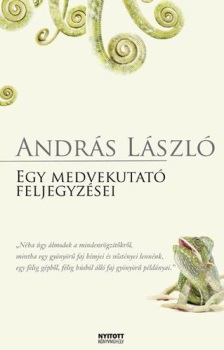 András László
Egy medvekutató
feljegyzései
„Néha úgy álmodok a mindenrögzítőkről,
mintha egy gyönyörű faj hímjei és nőstényei lennénk,
egy félig gépből, félig húsból álló faj gyönyörű példányai."
NYITOTT
KÖNYVMŰHELY